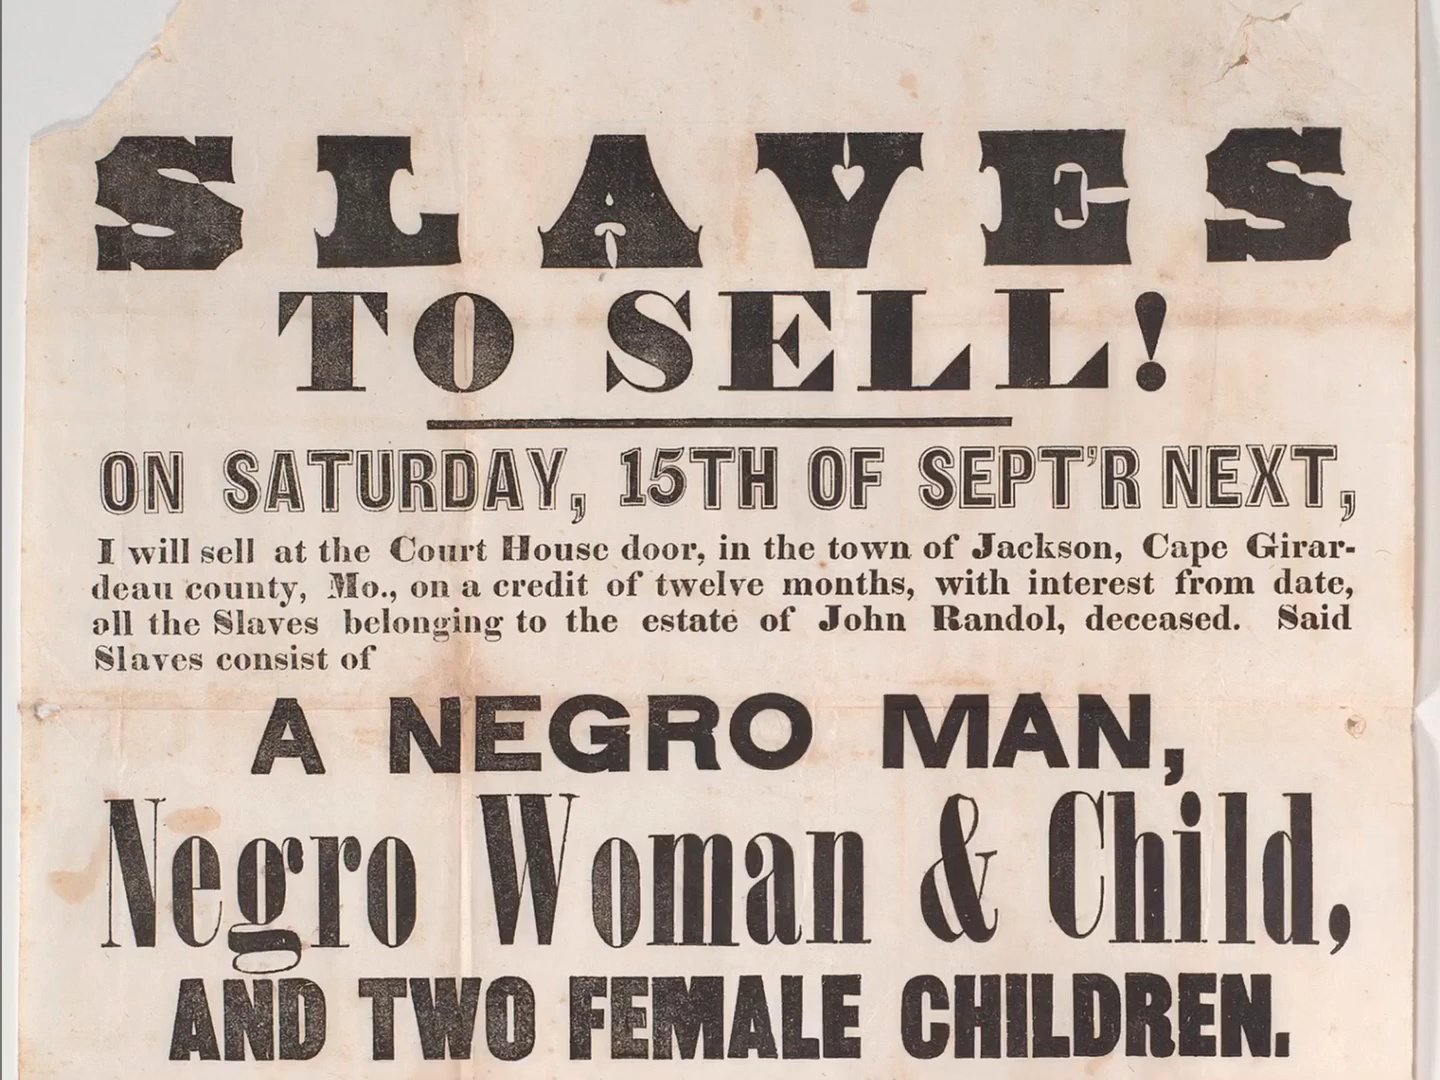 SLAVES
TO SELL!
ON SATURDAY, 15TH OF SEPT'R NEXT,
I will sell at the Court House door, in the town of Jackson, Cape Girar-
deau county, Mo., on a credit of twelve months, with interest from date,
all the Slaves belonging to the estate of John Randol, deceased. Said
Slaves consist of
A NEGRO MAN,
Negro Woman & Child,
AND TWO FEMALE CHILDREN.